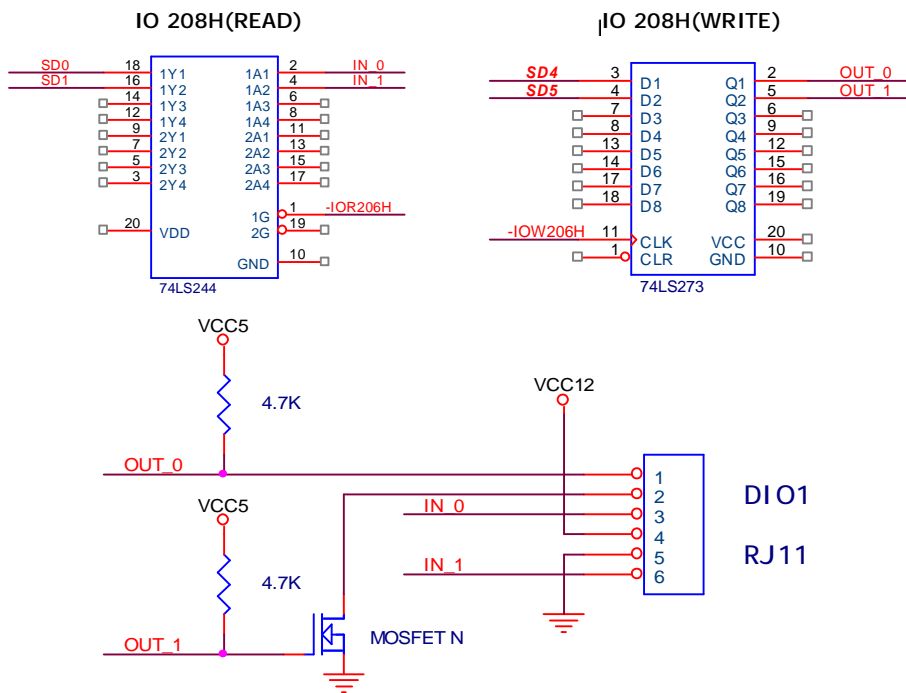 IO 208H(READ)
SD0 18 1Y1 1A1 2 IN_0
SD1 16 1Y2 1A2 4 IN_1
14 1Y3 1A3 6
12 1Y4 1A4 8
9 2Y1 2A1 11
7 2Y2 2A2 13
5 2Y3 2A3 15
3 2Y4 2A4 17
1G 1 -IOR206H
20 VDD 2G 19
GND 10
74LS244
IO 208H(WRITE)
SD4 3 D1 Q1 2 OUT_0
SD5 4 D2 Q2 5 OUT_1
7 D3 Q3 6
8 D4 Q4 9
13 D5 Q5 12
14 D6 Q6 15
17 D7 Q7 16
18 D8 Q8 19
-IOW206H 11 CLK VCC 20
1 CLR GND 10
74LS273
VCC5
4.7K
OUT_0
VCC5
4.7K
OUT_1
MOSFET N
VCC12
1
2
IN_0 3
4
5
IN_1 6
DIO1
RJ11